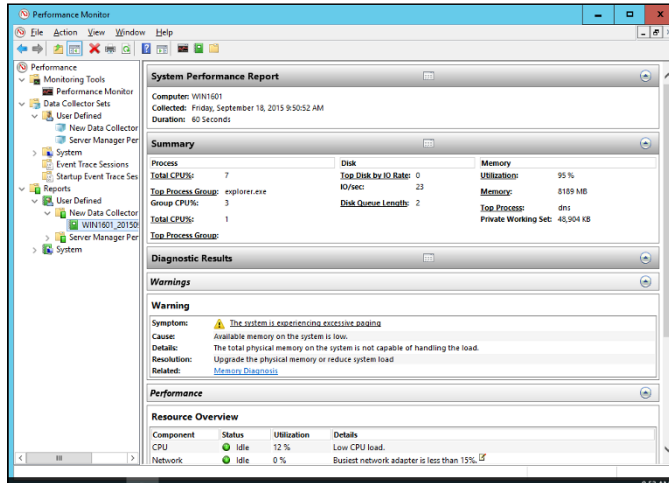 Performance Monitor
File Action View Window Help
Performance
Monitoring Tools
Performance Monitor
Data Collector Sets
User Defined
New Data Collector
Server Manager Per
System
Event Trace Sessions
Startup Event Trace Ses
Reports
User Defined
New Data Collector
WIN1601_20150
Server Manager Per
System
System Performance Report
Computer: WIN1601
Collected: Friday, September 18, 2015 9:50:52 AM
Duration: 60 Seconds
Summary
Process Disk Memory
Total CPU%: 7 Top Disk by IO Rate: 0 Utilization: 95 %
Top Process Group: explorer.exe IO/sec: 23 Memory: 8189 MB
Group CPU%: 3 Disk Queue Length: 2 Top Process: dns
Total CPU%: 1 Private Working Set: 48,904 KB
Top Process Group:
Diagnostic Results
Warnings
Warning
Symptom: The system is experiencing excessive paging
Cause: Available memory on the system is low.
Details: The total physical memory on the system is not capable of handling the load.
Resolution: Upgrade the physical memory or reduce system load
Related: Memory Diagnosis
Performance
Resource Overview
Component Status Utilization Details
CPU Idle 12 % Low CPU load.
Network Idle 0 % Busiest network adapter is less than 15%.